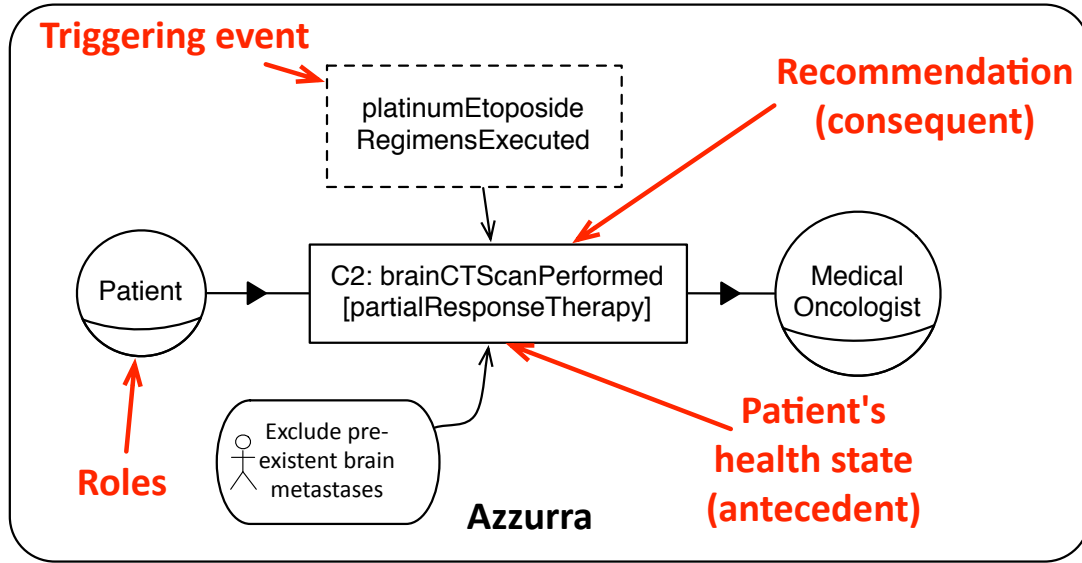 Triggering event
platinumEtoposide
RegimensExecuted
Recommendation
(consequent)
Patient
C2: brainCTScanPerformed
[partialResponseTherapy]
Medical
Oncologist
Exclude pre-
existent brain
metastases
Roles
Patient's
health state
(antecedent)
Azzurra